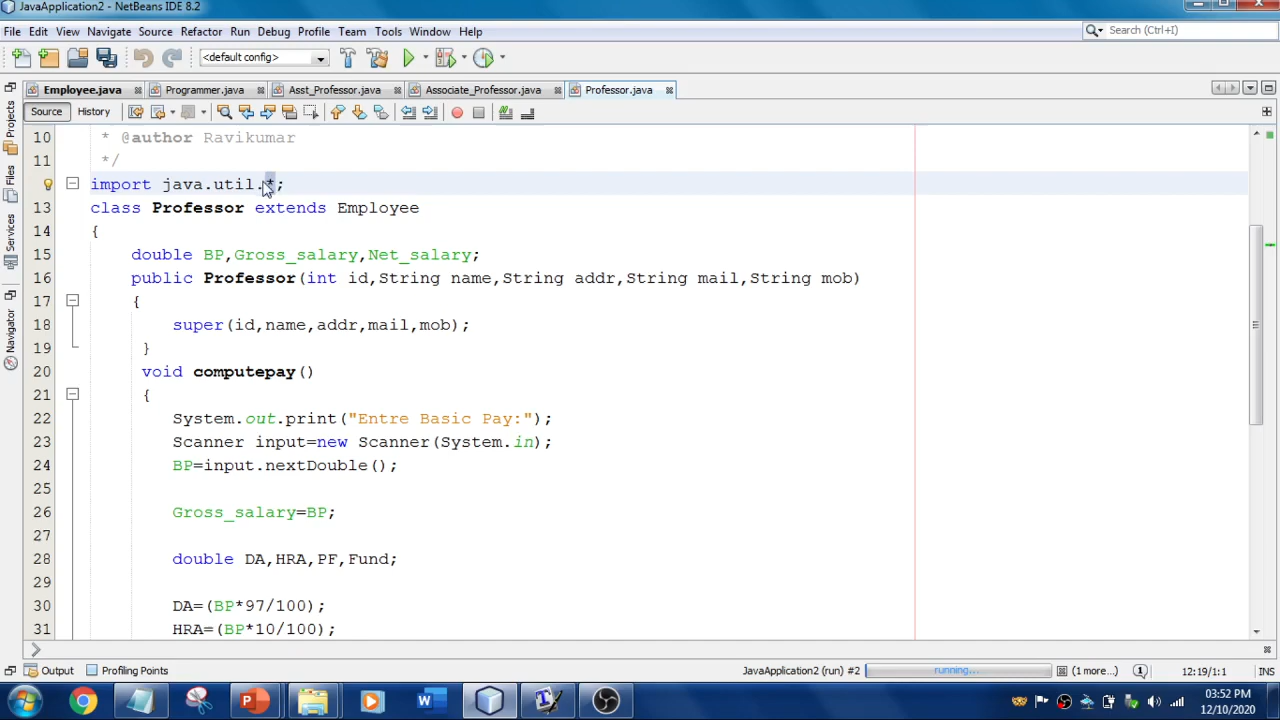 JavaApplication2 - NetBeans IDE 8.2
File Edit View Navigate Source Refactor Run Debug Profile Team Tools Window Help
Search (Ctrl+I)
<default config>
Employee.java Programmer.java Asst_Professor.java Associate_Professor.java Professor.java
Source History
Projects
Files
Services
Navigator
10 * @author Ravikumar
11 */
import java.util.*;
13 class Professor extends Employee
14 {
15 double BP,Gross_salary,Net_salary;
16 public Professor(int id,String name,String addr,String mail,String mob)
17 {
18 super(id,name,addr,mail,mob);
19 }
20 void computepay()
21 {
22 System.out.print("Entre Basic Pay:");
23 Scanner input=new Scanner(System.in);
24 BP=input.nextDouble();
25
26 Gross_salary=BP;
27
28 double DA,HRA,PF,Fund;
29
30 DA=(BP*97/100);
31 HRA=(BP*10/100);
Output Profiling Points JavaApplication2 (run) #2 running... (1 more...) 12:19/1:1 INS
03:52 PM
12/10/2020